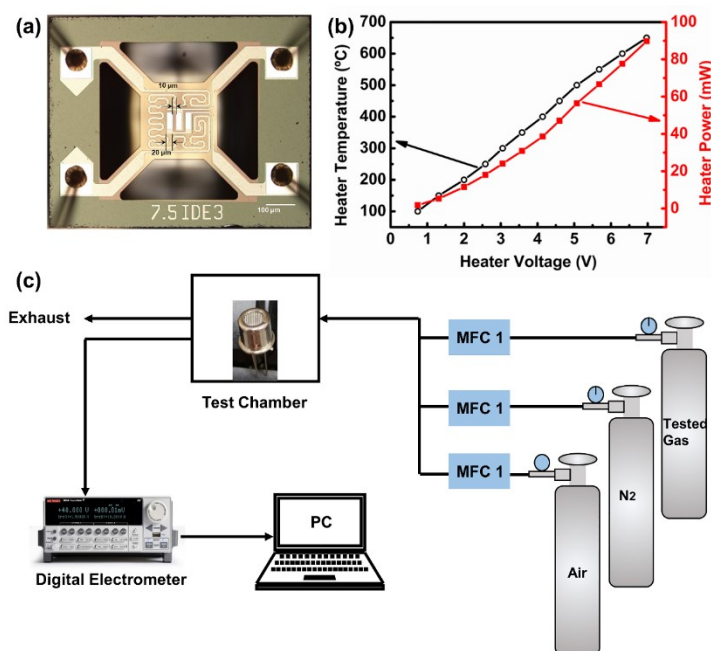 (a)
10 μm
20 μm
7.5IDE3
100 μm
(b)
Heater Temperature (ºC)
700
600
500
400
300
200
100
1
2
3
4
5
6
7
Heater Voltage (V)
100
80
60
40
20
0
Heater Power (mW)
(c)
Exhaust
Test Chamber
MFC 1
MFC 1
MFC 1
Tested
Gas
N2
Air
Digital Electrometer
PC